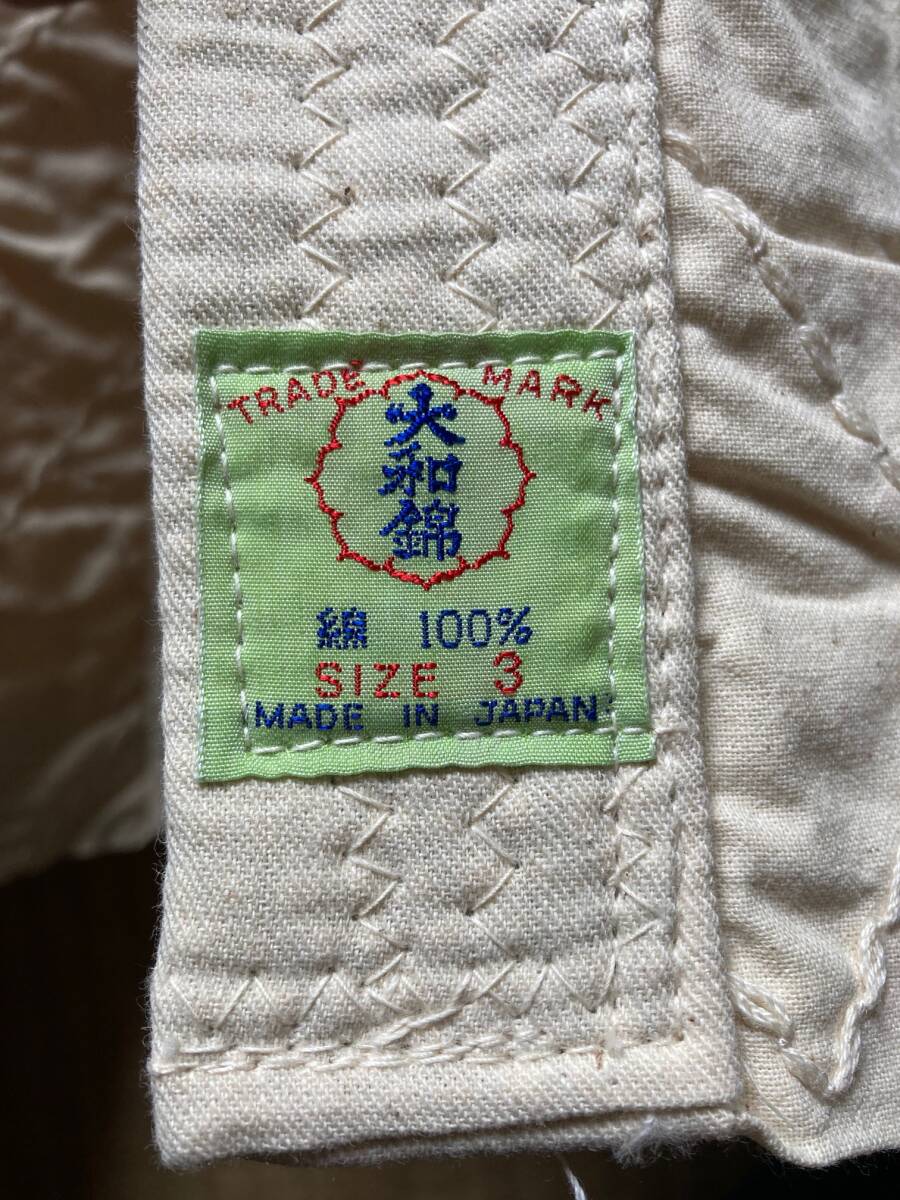 TRADE MARK
大和錦
綿 100%
SIZE 3
MADE IN JAPAN